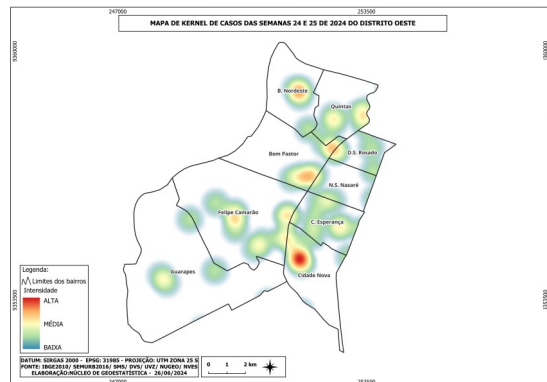 MAPA DE KERNEL DE CASOS DAS SEMANAS 24 E 25 DE 2024 DO DISTRITO OESTE
247000
253500
9360000
9360000
B. Nordeste
Quintas
Bom Pastor
D.S. Rosado
N.S. Nazaré
Felipe Camarão
C. Esperança
Guarapes
Cidade Nova
9353500
9353500
Legenda:
Limites dos bairros
Intensidade
ALTA
MÉDIA
BAIXA
DATUM: SIRGAS 2000 - EPSG: 31985 - PROJEÇÃO: UTM ZONA 25 S
FONTE: IBGE2010/ SEMURB2016/ SMS/ DVS/ UVZ/ NUGEO/ NVES
ELABORAÇÃO:NÚCLEO DE GEOESTATÍSTICA - 26/06/2024
0 1 2 km
247000
253500